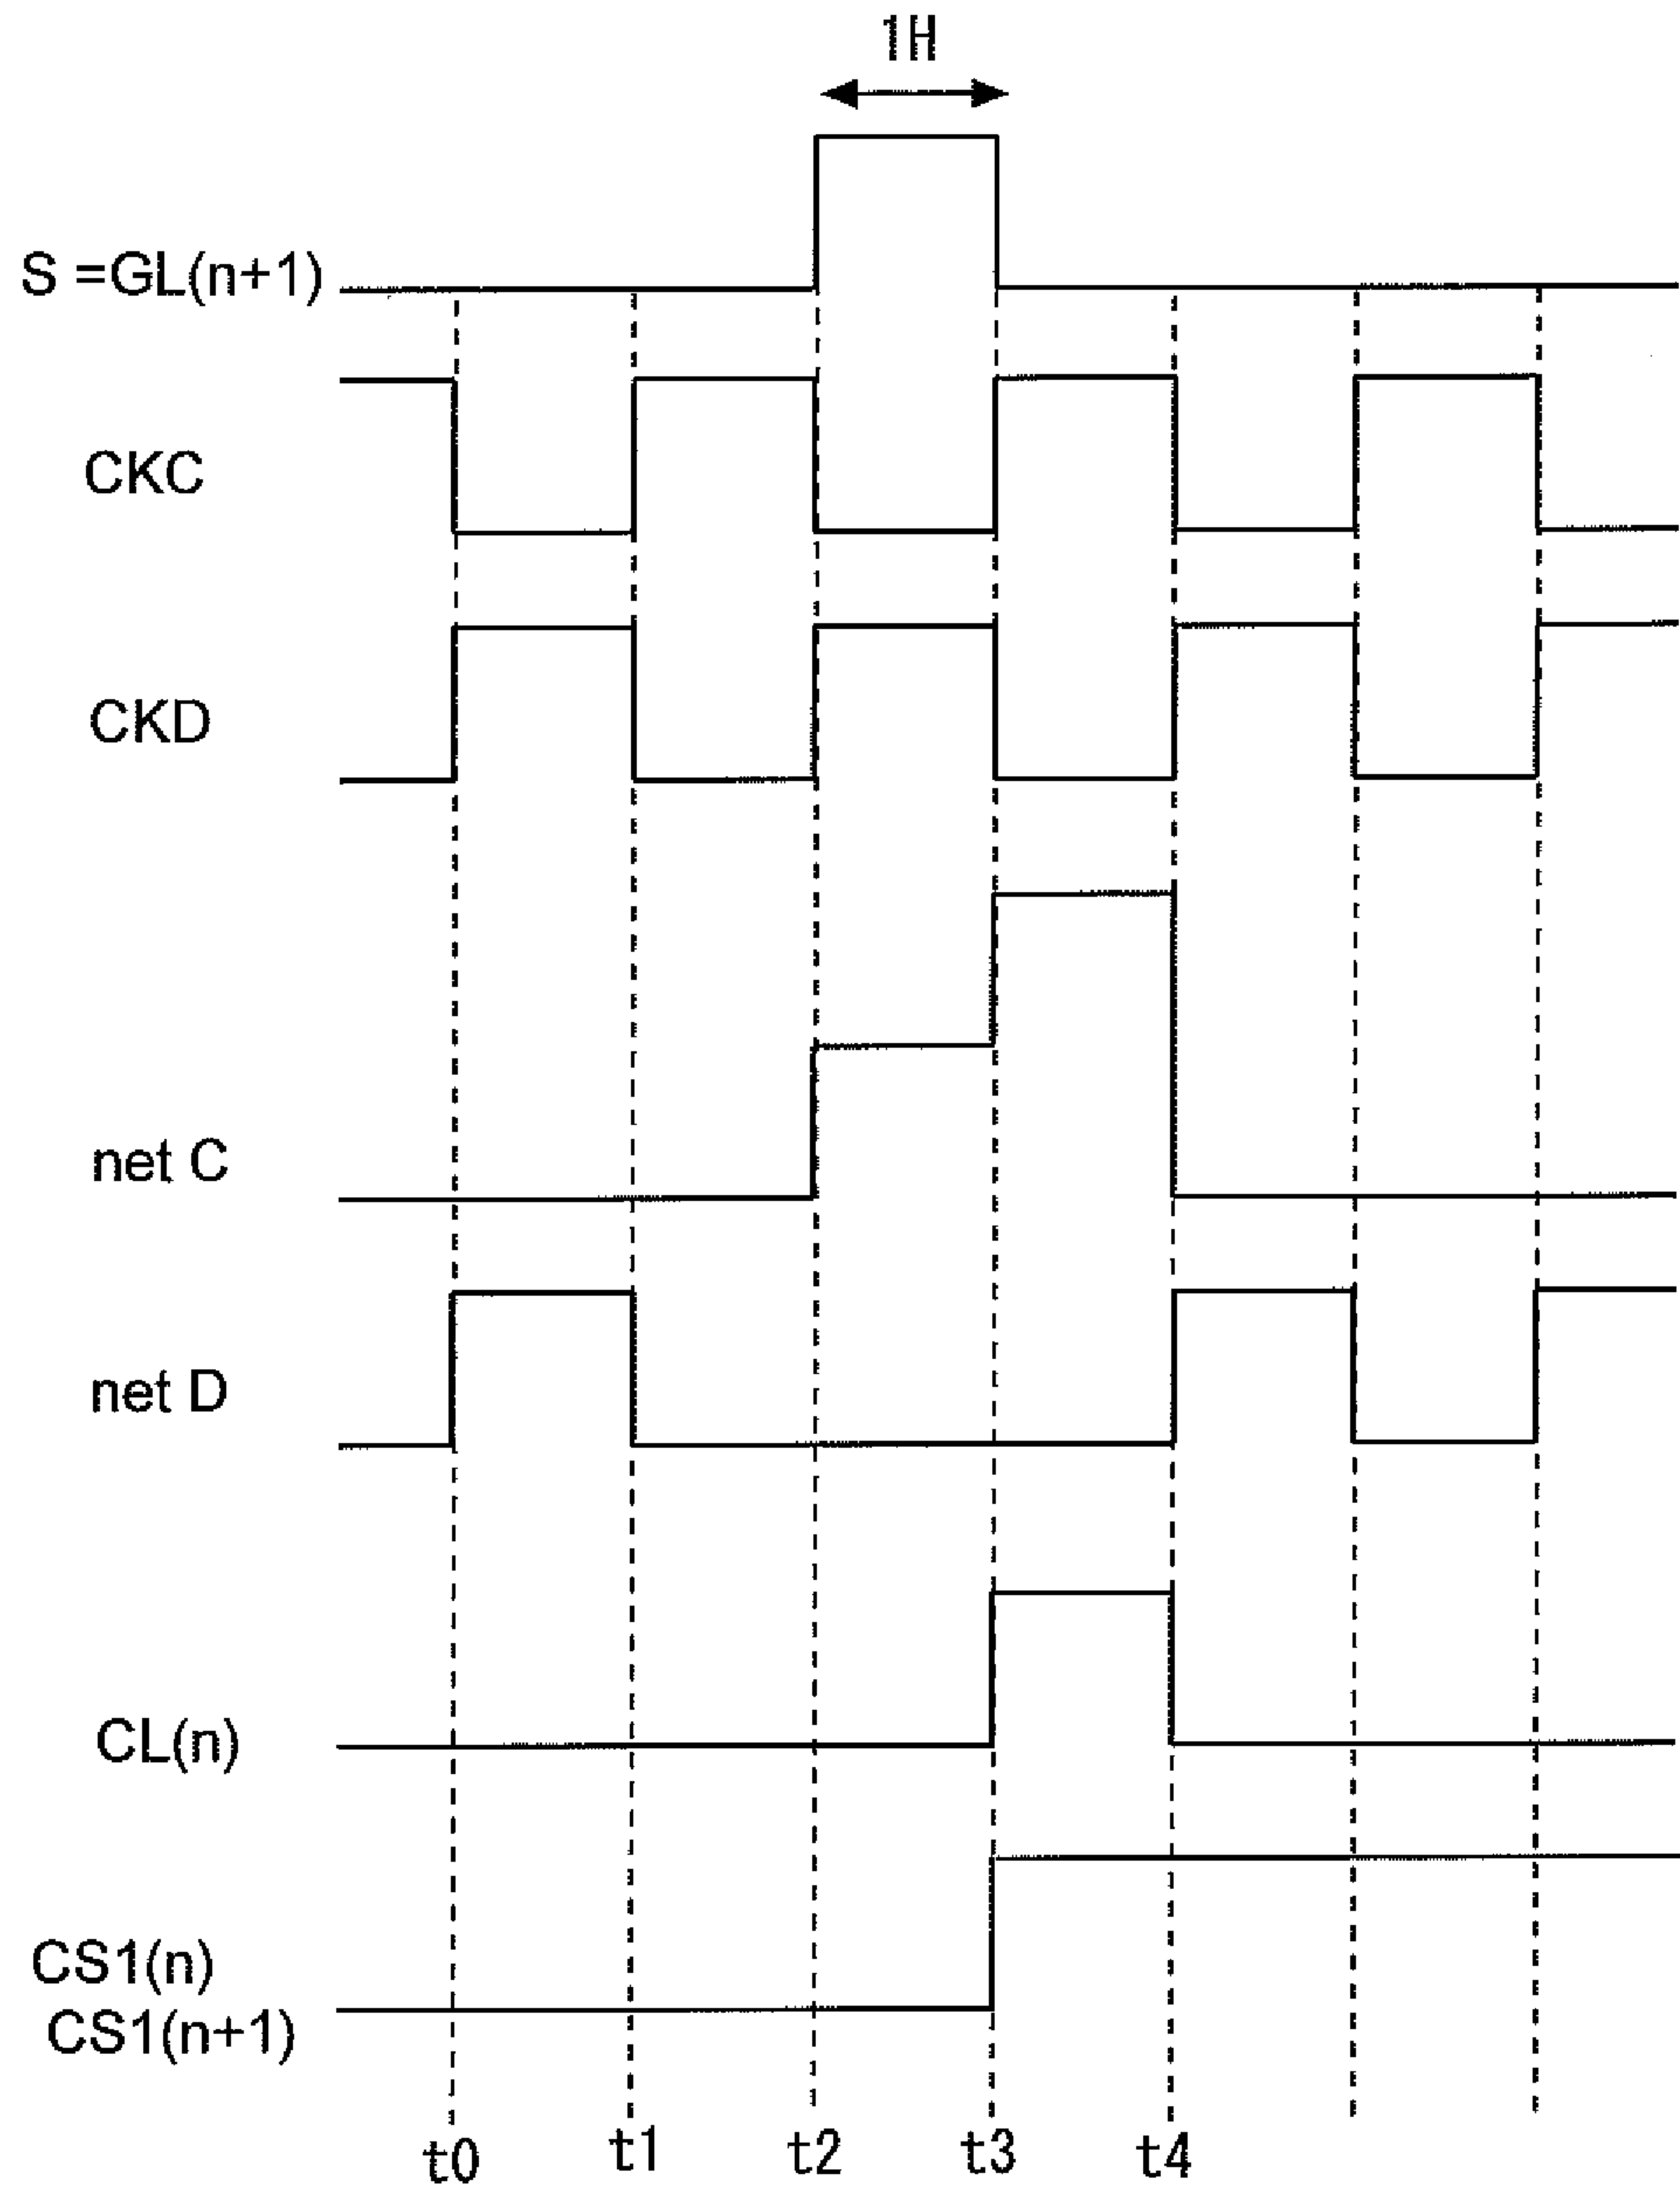 1H
S =GL(n+1)
CKC
CKD
net C
net D
CL(n)
CS1(n)
CS1(n+1)
t0 t1 t2 t3 t4